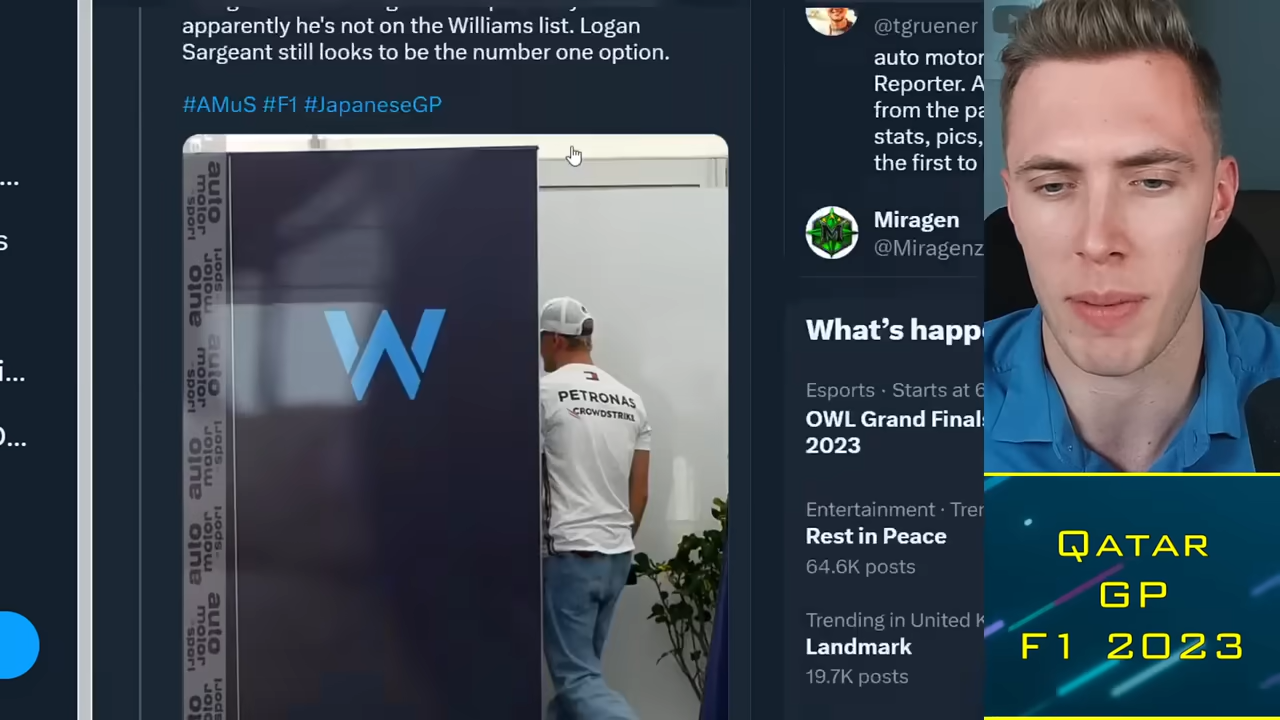 apparently he's not on the Williams list. Logan
Sargeant still looks to be the number one option.
#AMuS #F1 #JapaneseGP
auto motor sport
auto motor -sport
auto motor sport
auto motor -sport
auto motor sport
W
PETRONAS
CROWDSTRIKE
@tgruener
auto motor
Reporter. A
from the pa
stats, pics,
the first to
Miragen
@Miragenz
M
What's happ
Esports · Starts at 6
OWL Grand Finals
2023
Entertainment · Tren
Rest in Peace
64.6K posts
Trending in United K
Landmark
19.7K posts
...
s
i...
...
QATAR
GP
F1 2023